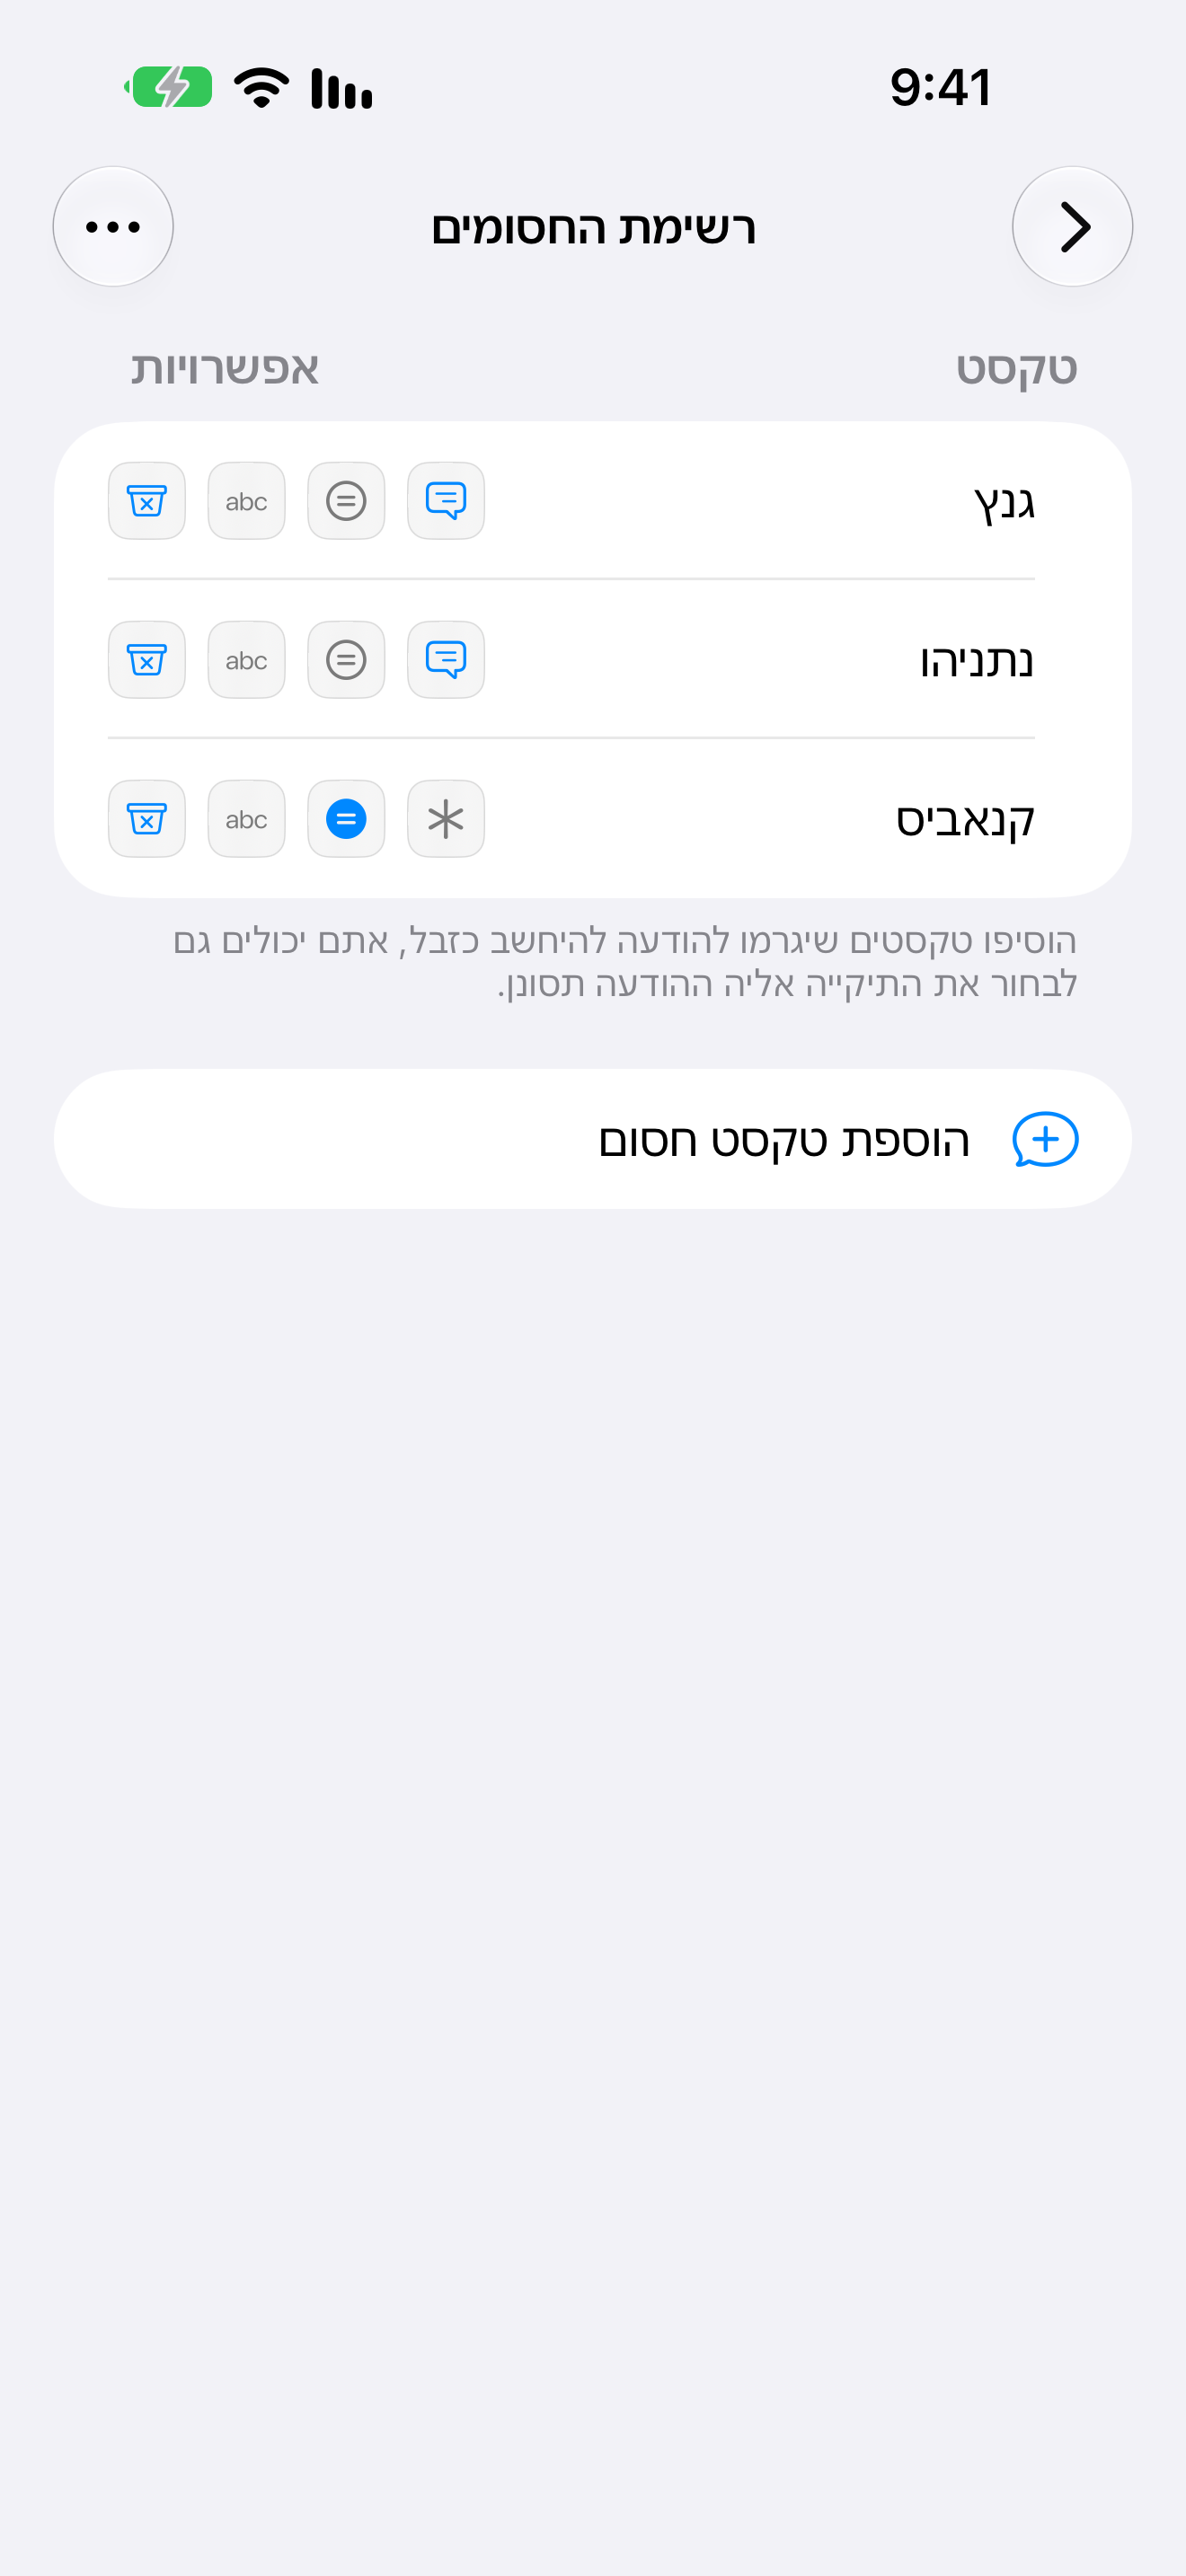 9:41
רשימת החסומים
טקסט אפשרויות
גנץ abc
נתניהו abc
קנאביס abc
הוסיפו טקסטים שיגרמו להודעה להיחשב כזבל, אתם יכולים גם
לבחור את התיקייה אליה ההודעה תסונן.
הוספת טקסט חסום